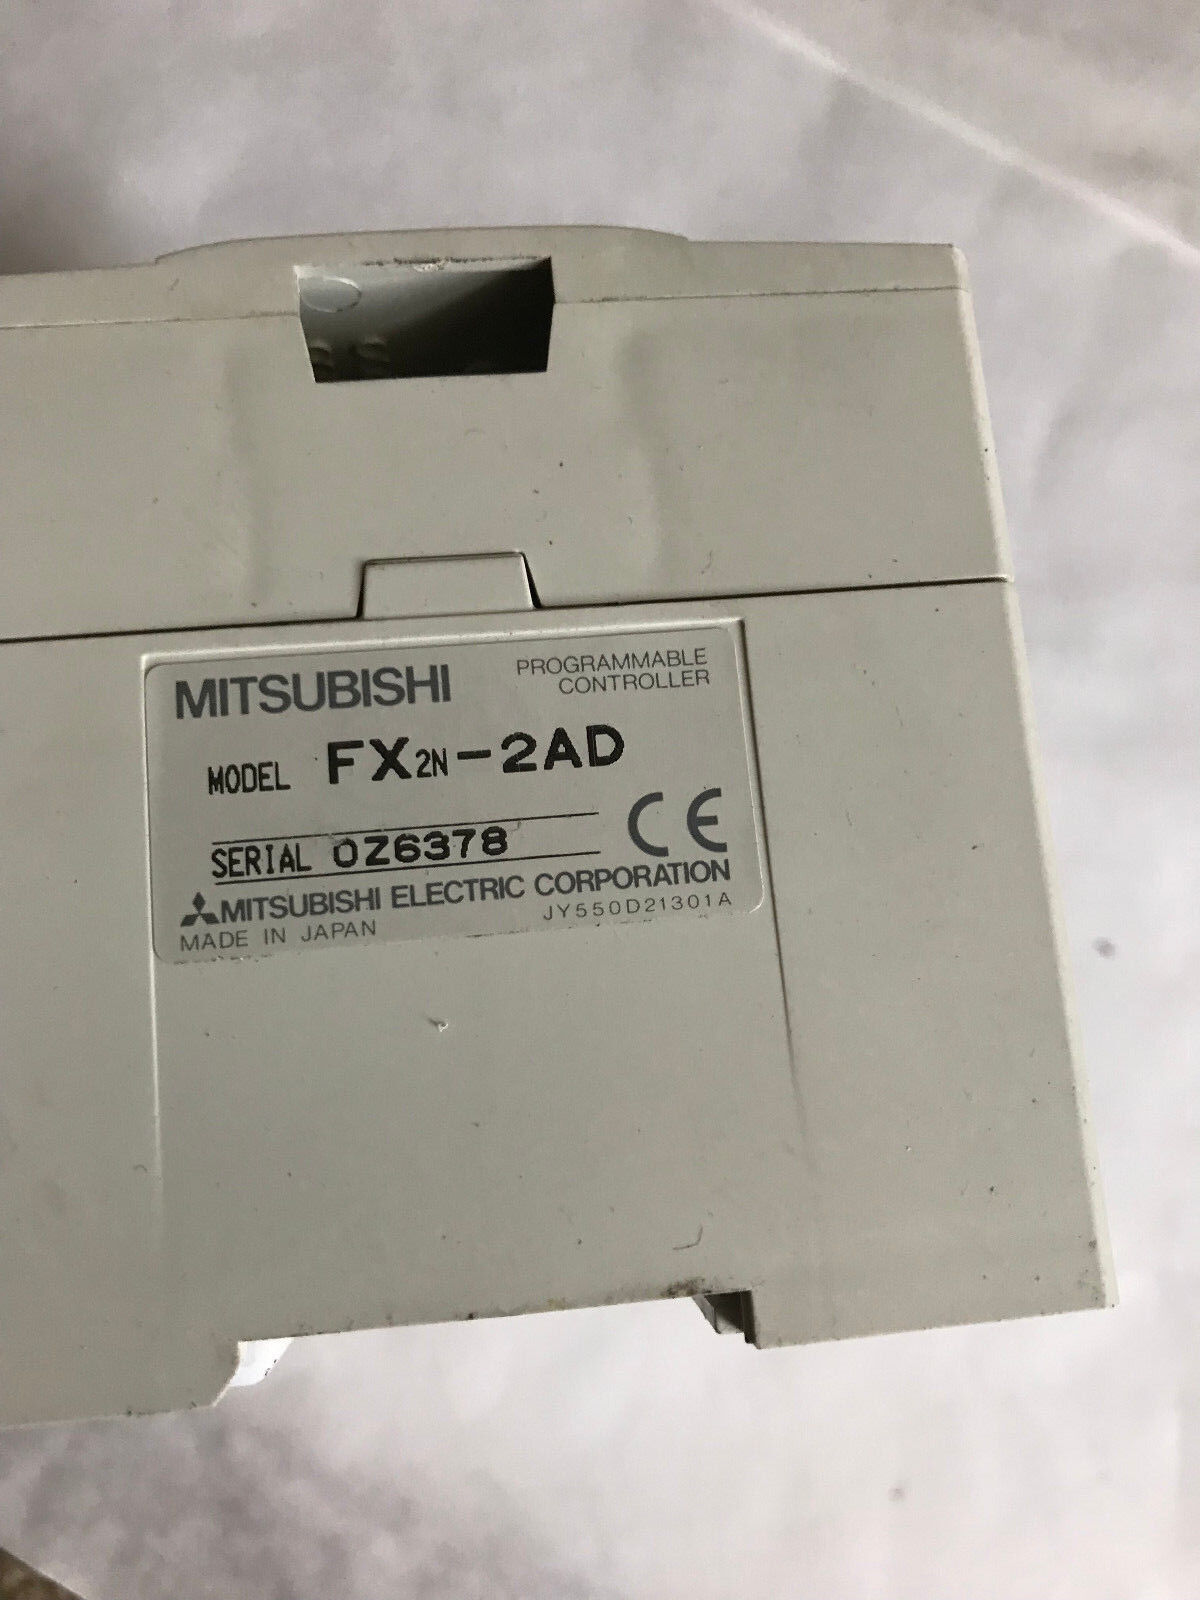 MITSUBISHI
PROGRAMMABLE
CONTROLLER
MODEL FX2N-2AD
SERIAL 0Z6378
CE
MITSUBISHI ELECTRIC CORPORATION
MADE IN JAPAN
JY550D21301A